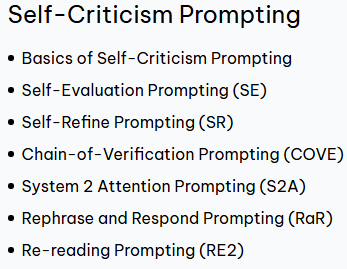 Self-Criticism Prompting
• Basics of Self-Criticism Prompting
• Self-Evaluation Prompting (SE)
• Self-Refine Prompting (SR)
• Chain-of-Verification Prompting (COVE)
• System 2 Attention Prompting (S2A)
• Rephrase and Respond Prompting (RaR)
• Re-reading Prompting (RE2)